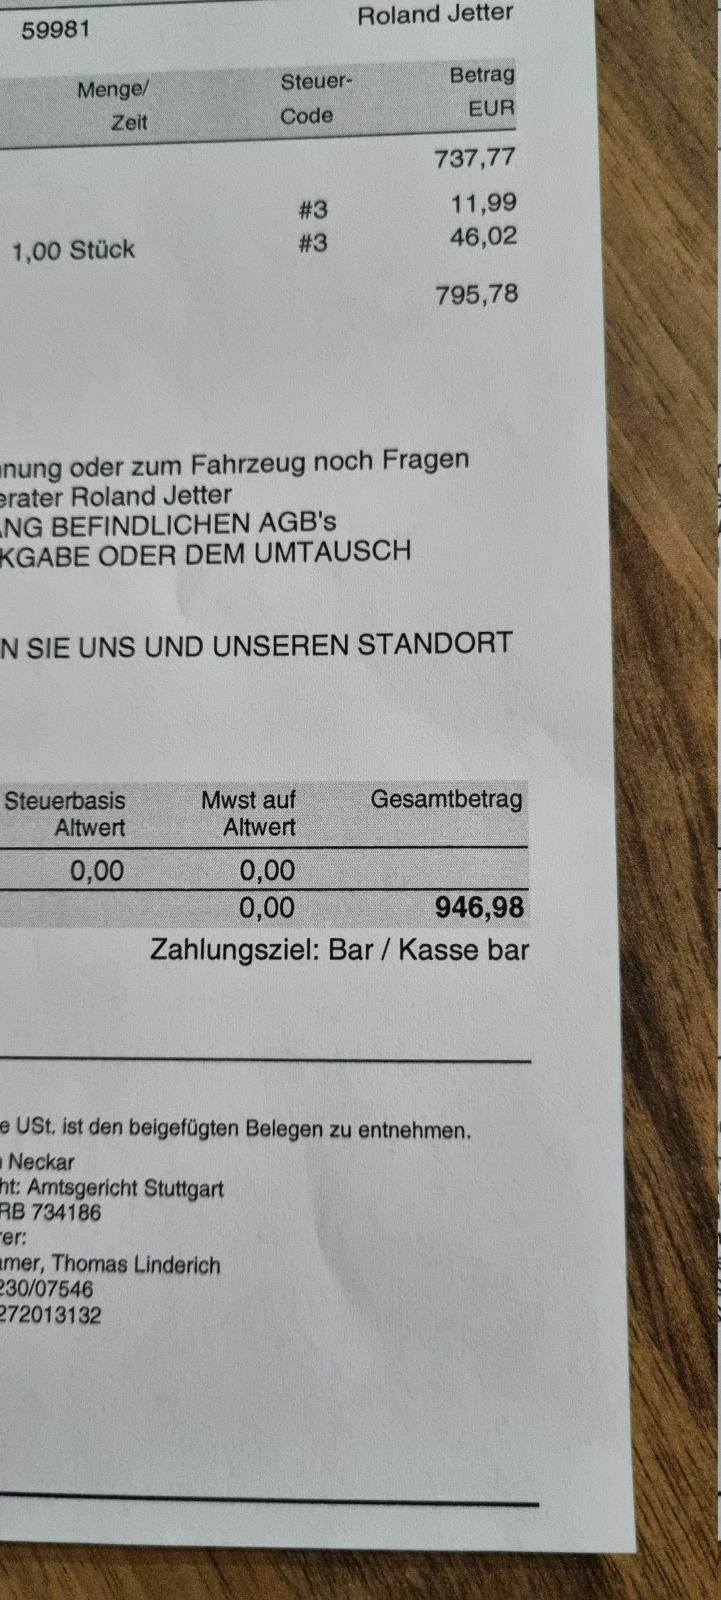 59981 Roland Jetter
Menge/ Steuer- Betrag
Zeit Code EUR
737,77
#3 11,99
1,00 Stück #3 46,02
795,78
nung oder zum Fahrzeug noch Fragen
erater Roland Jetter
ANG BEFINDLICHEN AGB's
KGABE ODER DEM UMTAUSCH
N SIE UNS UND UNSEREN STANDORT
Steuerbasis Mwst auf Gesamtbetrag
Altwert Altwert
0,00 0,00
0,00 946,98
Zahlungsziel: Bar / Kasse bar
e USt. ist den beigefügten Belegen zu entnehmen.
Neckar
ht: Amtsgericht Stuttgart
RB 734186
rer:
amer, Thomas Linderich
230/07546
272013132